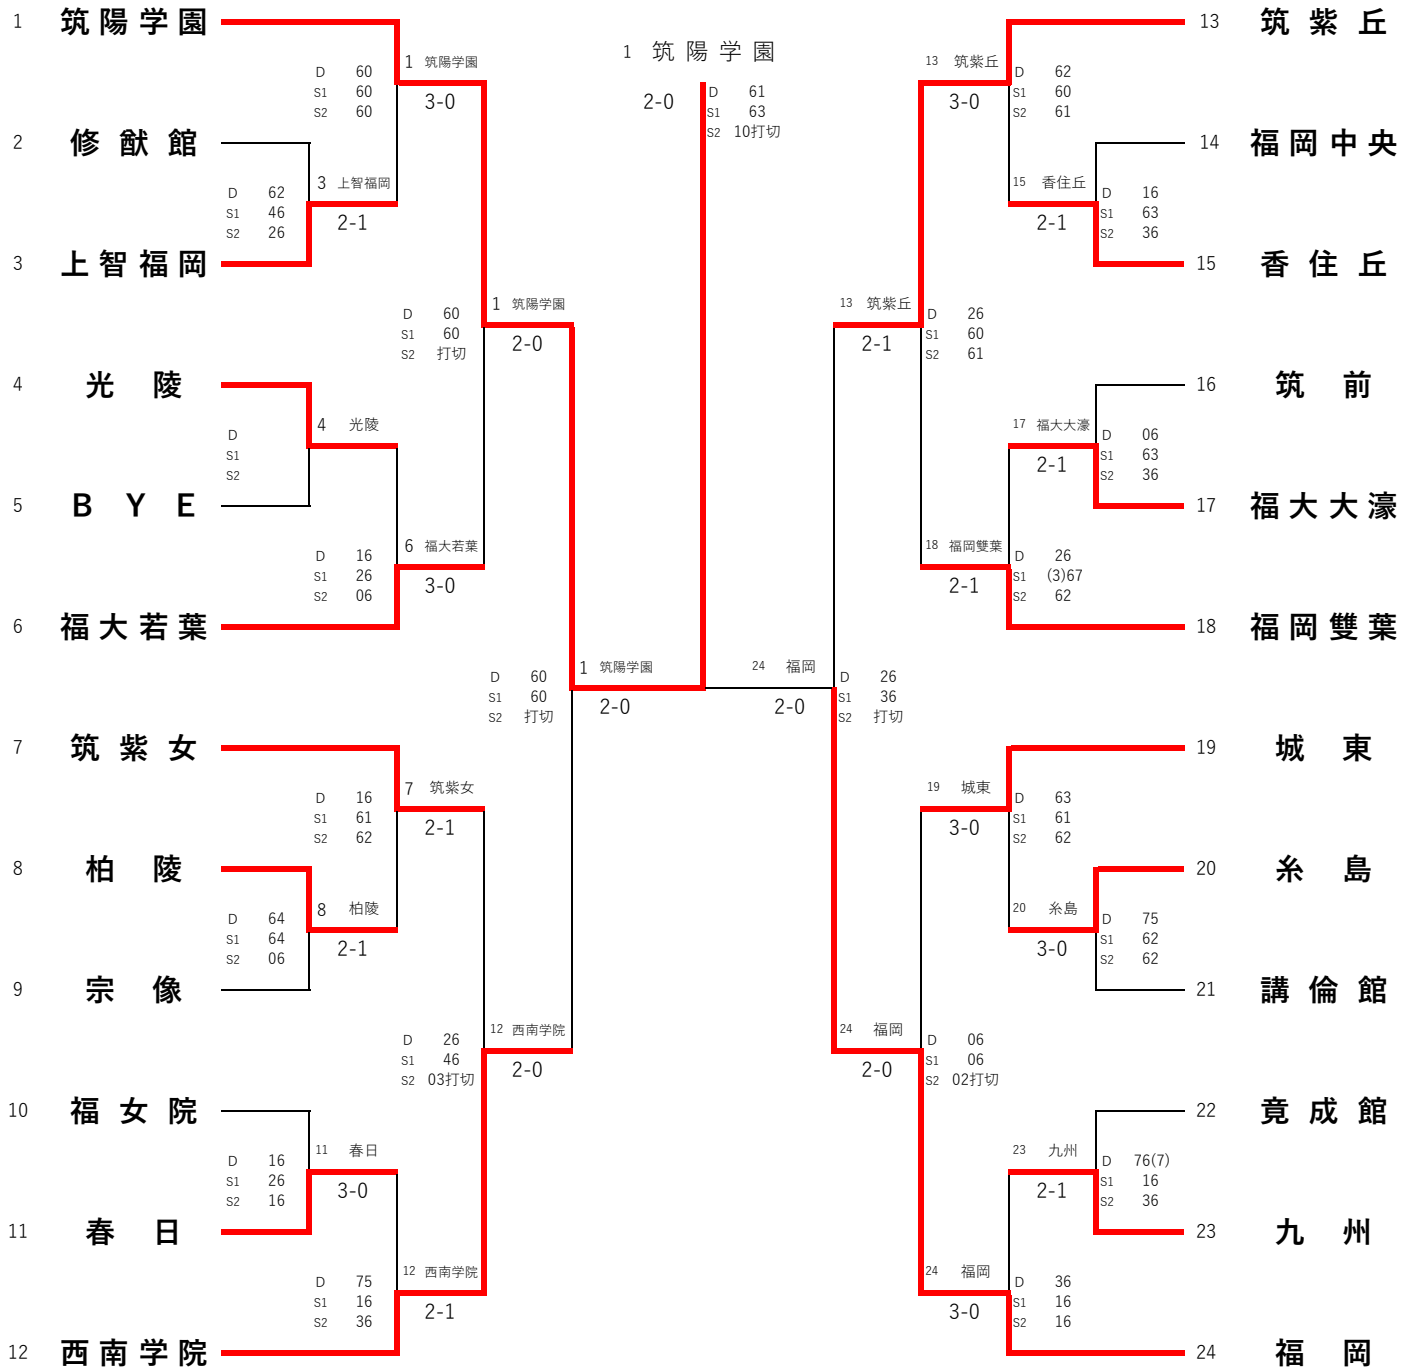 1 筑陽学園
2 修猷館
3 上智福岡
4 光陵
5 BYE
6 福大若葉
7 筑紫女
8 柏陵
9 宗像
10 福女院
11 春日
12 西南学院
D 62
S1 46
S2 26
3 上智福岡
2-1
D
S1
S2
4 光陵
D 64
S1 64
S2 06
8 柏陵
2-1
D 16
S1 26
S2 16
11 春日
3-0
D 60
S1 60
S2 60
1 筑陽学園
3-0
D 16
S1 26
S2 06
6 福大若葉
3-0
D 16
S1 61
S2 62
7 筑紫女
2-1
D 75
S1 16
S2 36
12 西南学院
2-1
D 60
S1 60
S2 打切
1 筑陽学園
2-0
D 26
S1 46
S2 03打切
12 西南学院
2-0
D 60
S1 60
S2 打切
1 筑陽学園
2-0
1 筑陽学園
2-0
D 61
S1 63
S2 10打切
24 福岡
2-0
D 26
S1 36
S2 打切
13 筑紫丘
2-1
D 26
S1 60
S2 61
24 福岡
2-0
D 06
S1 06
S2 02打切
13 筑紫丘
3-0
D 62
S1 60
S2 61
18 福岡雙葉
2-1
D 26
S1 (3)67
S2 62
19 城東
3-0
D 63
S1 61
S2 62
24 福岡
3-0
D 36
S1 16
S2 16
15 香住丘
2-1
D 16
S1 63
S2 36
17 福大大濠
2-1
D 06
S1 63
S2 36
20 糸島
3-0
D 75
S1 62
S2 62
23 九州
2-1
D 76(7)
S1 16
S2 36
13 筑紫丘
14 福岡中央
15 香住丘
16 筑前
17 福大大濠
18 福岡雙葉
19 城東
20 糸島
21 講倫館
22 竟成館
23 九州
24 福岡